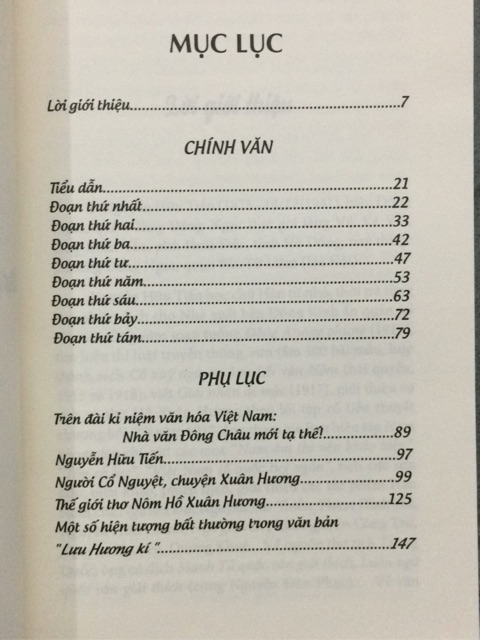 MỤC LỤC
Lời giới thiệu..........7
CHÍNH VĂN
Tiểu dẫn..........21
Đoạn thứ nhất..........22
Đoạn thứ hai..........33
Đoạn thứ ba..........42
Đoạn thứ tư..........47
Đoạn thứ năm..........53
Đoạn thứ sáu..........63
Đoạn thứ bảy..........72
Đoạn thứ tám..........79
PHỤ LỤC
Trên đài kỉ niệm văn hóa Việt Nam:
Nhà văn Đông Châu mới tạ thế!..........89
Nguyễn Hữu Tiến..........97
Người Cổ Nguyệt, chuyện Xuân Hương..........99
Thế giới thơ Nôm Hồ Xuân Hương..........125
Một số hiện tượng bất thường trong văn bản
"Lưu Hương kí "..........147